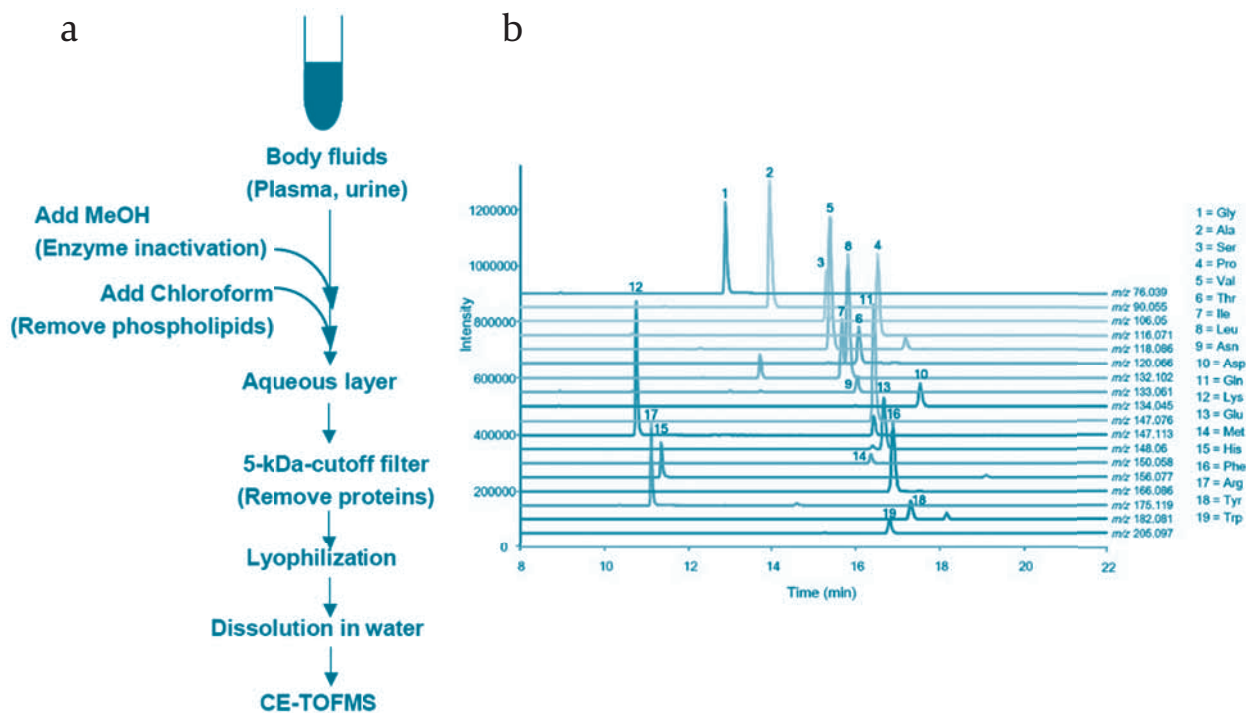 a
Body fluids
(Plasma, urine)
Add MeOH
(Enzyme inactivation)
Add Chloroform
(Remove phospholipids)
Aqueous layer
5-kDa-cutoff filter
(Remove proteins)
Lyophilization
Dissolution in water
CE-TOFMS
b
Intensity
1200000
1000000
800000
600000
400000
200000
0
8 10 12 14 16 18 20 22
Time (min)
1
2
5
8
4
3
12
11
7
6
9
10
13
17
15
16
14
18
19
m/z 76.039
m/z 90.055
m/z 106.05
m/z 116.071
m/z 118.086
m/z 120.066
m/z 132.102
m/z 133.061
m/z 134.045
m/z 147.076
m/z 147.113
m/z 148.06
m/z 150.058
m/z 156.077
m/z 166.086
m/z 175.119
m/z 182.081
m/z 205.097
1 = Gly
2 = Ala
3 = Ser
4 = Pro
5 = Val
6 = Thr
7 = Ile
8 = Leu
9 = Asn
10 = Asp
11 = Gln
12 = Lys
13 = Glu
14 = Met
15 = His
16 = Phe
17 = Arg
18 = Tyr
19 = Trp